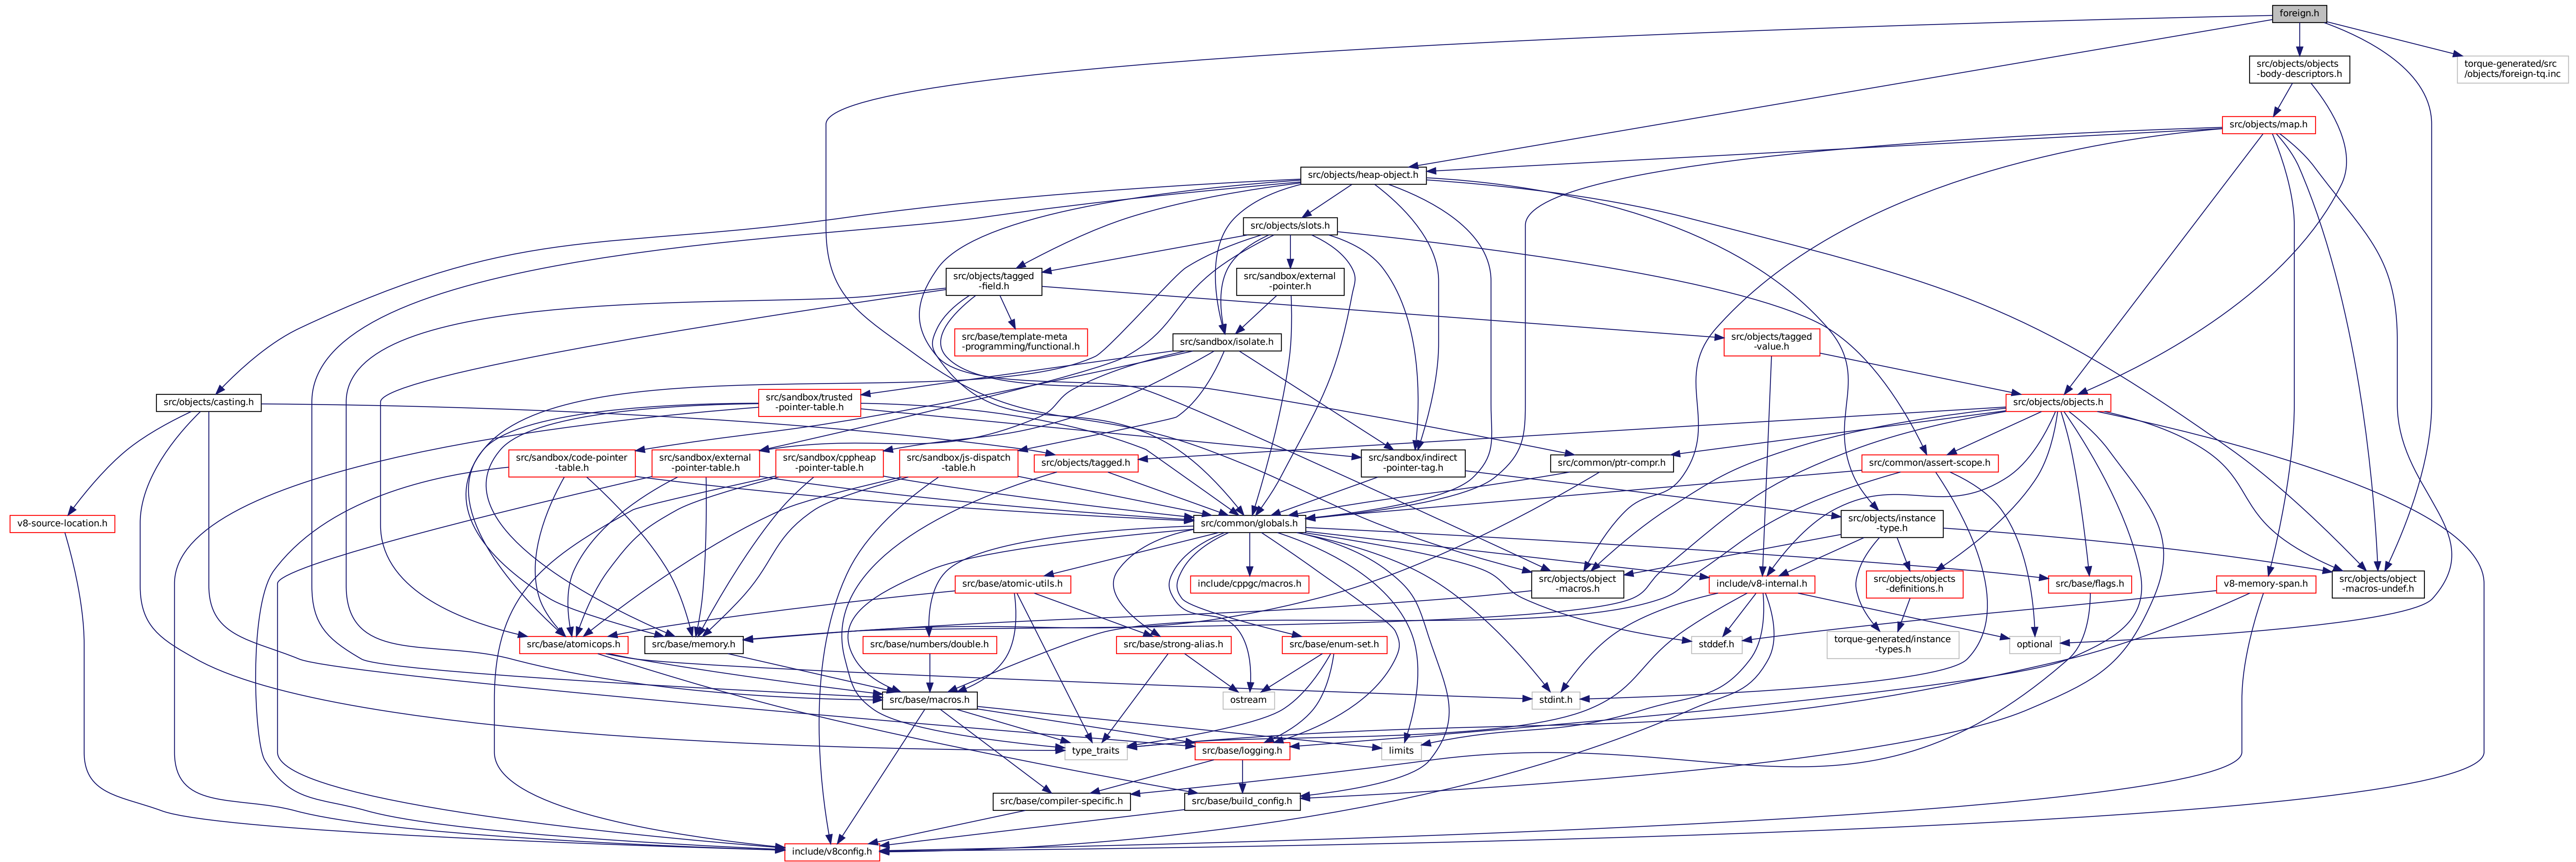 foreign.h
src/objects/objects
-body-descriptors.h
torque-generated/src
/objects/foreign-tq.inc
src/objects/map.h
src/objects/heap-object.h
src/objects/slots.h
src/objects/tagged
-field.h
src/sandbox/external
-pointer.h
src/base/template-meta
-programming/functional.h
src/sandbox/isolate.h
src/objects/tagged
-value.h
src/objects/casting.h
src/sandbox/trusted
-pointer-table.h
src/objects/objects.h
src/sandbox/code-pointer
-table.h
src/sandbox/external
-pointer-table.h
src/sandbox/cppheap
-pointer-table.h
src/sandbox/js-dispatch
-table.h
src/objects/tagged.h
src/sandbox/indirect
-pointer-tag.h
src/common/ptr-compr.h
src/common/assert-scope.h
v8-source-location.h
src/common/globals.h
src/objects/instance
-type.h
src/base/atomic-utils.h
include/cppgc/macros.h
src/objects/object
-macros.h
include/v8-internal.h
src/objects/objects
-definitions.h
src/base/flags.h
v8-memory-span.h
src/objects/object
-macros-undef.h
src/base/atomicops.h
src/base/memory.h
src/base/numbers/double.h
src/base/strong-alias.h
src/base/enum-set.h
stddef.h
torque-generated/instance
-types.h
optional
src/base/macros.h
ostream
stdint.h
type_traits
src/base/logging.h
limits
src/base/compiler-specific.h
src/base/build_config.h
include/v8config.h